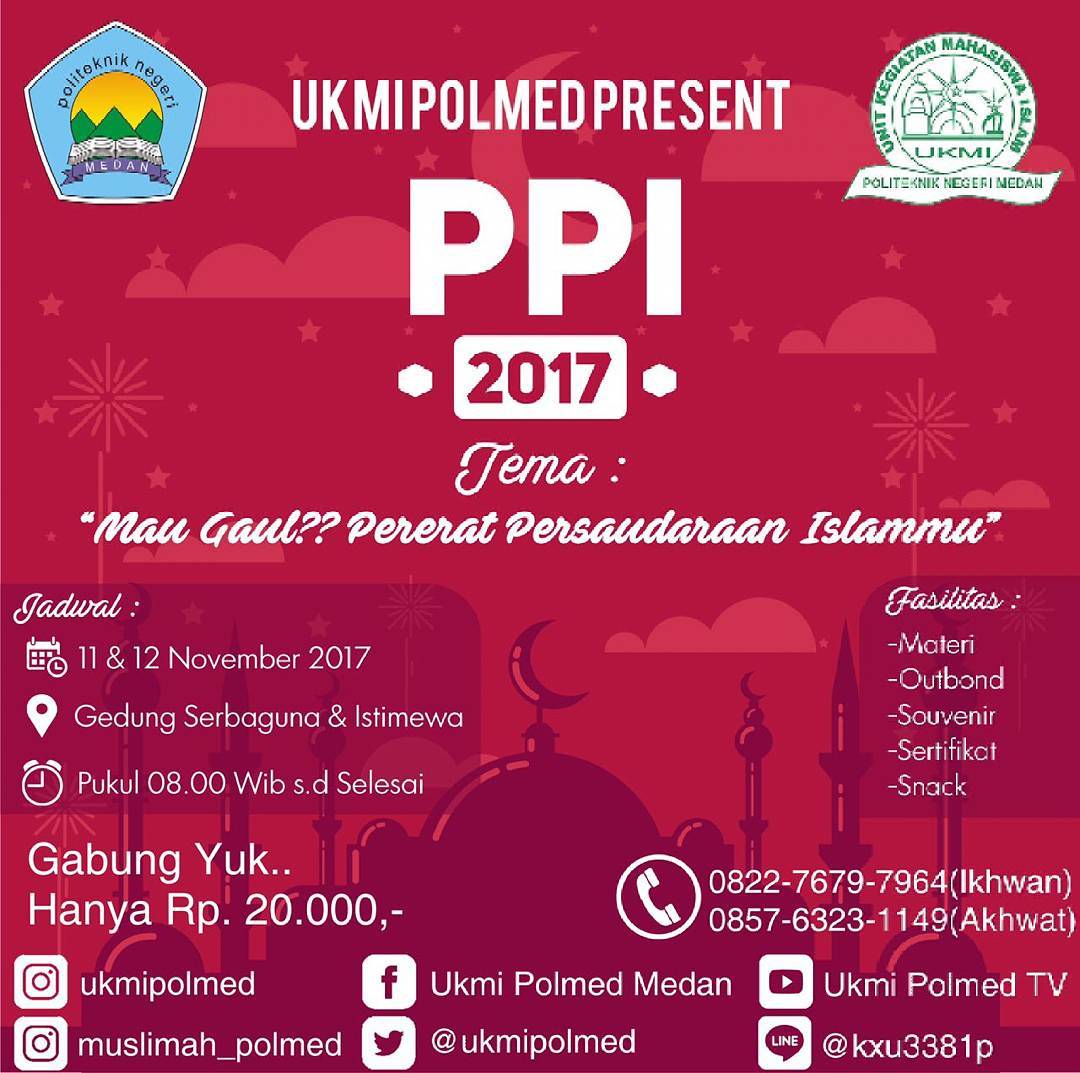 politeknik negeri
MEDAN
UKMI POLMED PRESENT
UNIT KEGIATAN MAHASISWA ISLAM
UKMI
POLITEKNIK NEGERI MEDAN
PPI
2017
Tema :
"Mau Gaul?? Pererat Persaudaraan Islammu"
Jadwal :
11 & 12 November 2017
Gedung Serbaguna & Istimewa
Pukul 08.00 Wib s.d Selesai
Fasilitas :
-Materi
-Outbond
-Souvenir
-Sertifikat
-Snack
Gabung Yuk..
Hanya Rp. 20.000,-
0822-7679-7964(Ikhwan)
0857-6323-1149(Akhwat)
ukmipolmed
Ukmi Polmed Medan
Ukmi Polmed TV
muslimah_polmed
@ukmipolmed
LINE
@kxu3381p